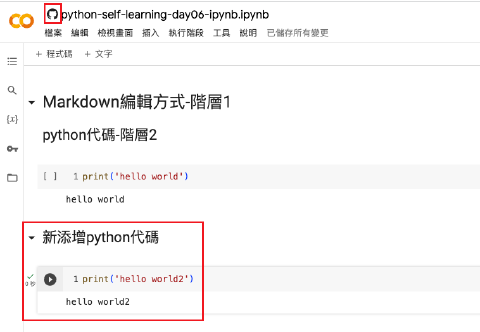 python-self-learning-day06-ipynb.ipynb
檔案 編輯 檢視畫面 插入 執行階段 工具 說明 已儲存所有變更
+ 程式碼 + 文字
Markdown編輯方式-階層1
python代碼-階層2
[ ] 1 print('hello world')
hello world
新添增python代碼
1 print('hello world2')
0 秒
hello world2
{x}